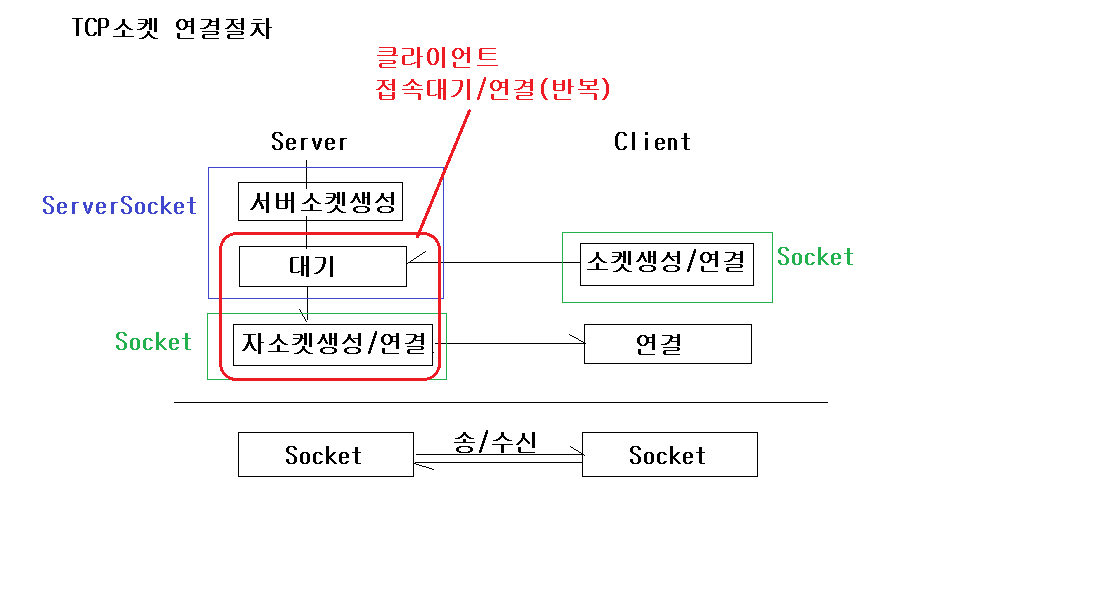 TCP소켓 연결절차
클라이언트
접속대기/연결(반복)
Server
Client
ServerSocket
서버소켓생성
대기
소켓생성/연결
Socket
Socket
자소켓생성/연결
연결
Socket
송/수신
Socket